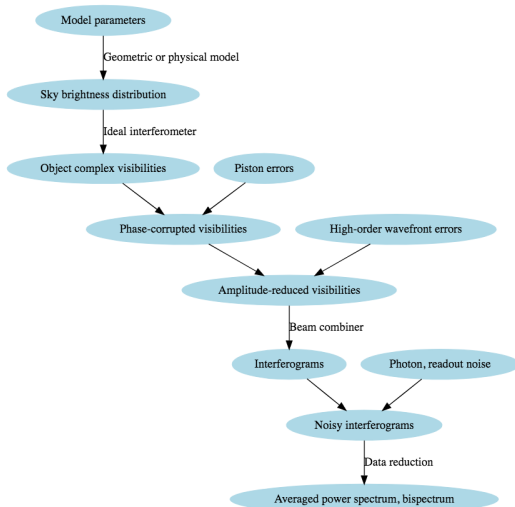 Model parameters
Geometric or physical model
Sky brightness distribution
Ideal interferometer
Object complex visibilities
Piston errors
Phase-corrupted visibilities
High-order wavefront errors
Amplitude-reduced visibilities
Beam combiner
Interferograms
Photon, readout noise
Noisy interferograms
Data reduction
Averaged power spectrum, bispectrum